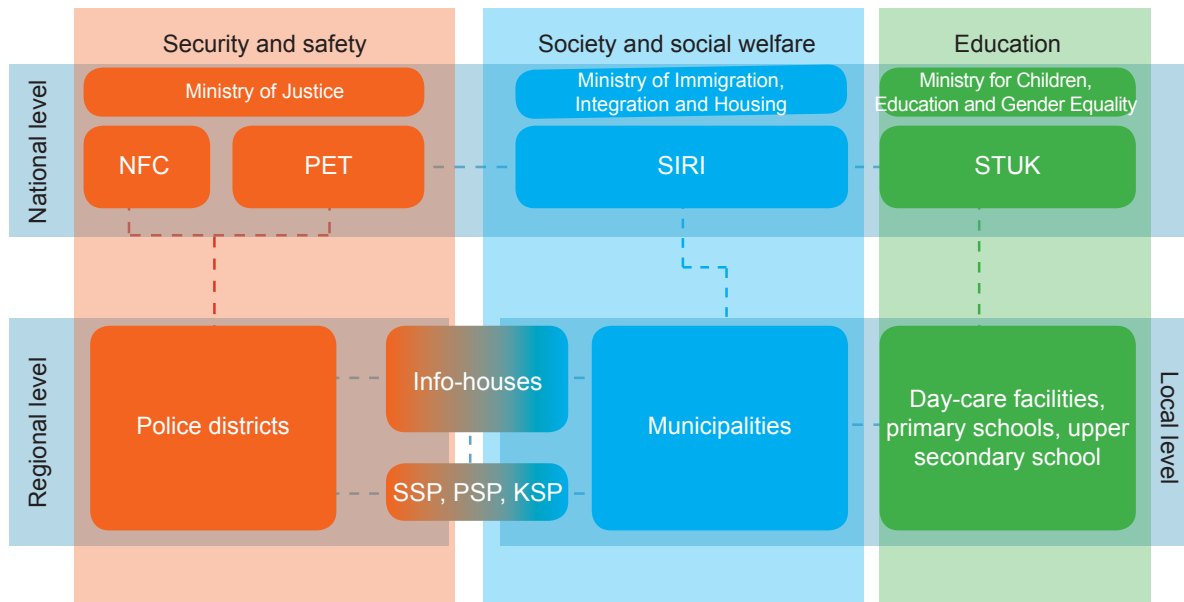 Security and safety
Society and social welfare
Education
National level
Ministry of Justice
Ministry of Immigration,
Integration and Housing
Ministry for Children,
Education and Gender Equality
NFC
PET
SIRI
STUK
Regional level
Police districts
Info-houses
SSP, PSP, KSP
Municipalities
Day-care facilities,
primary schools, upper
secondary school
Local level